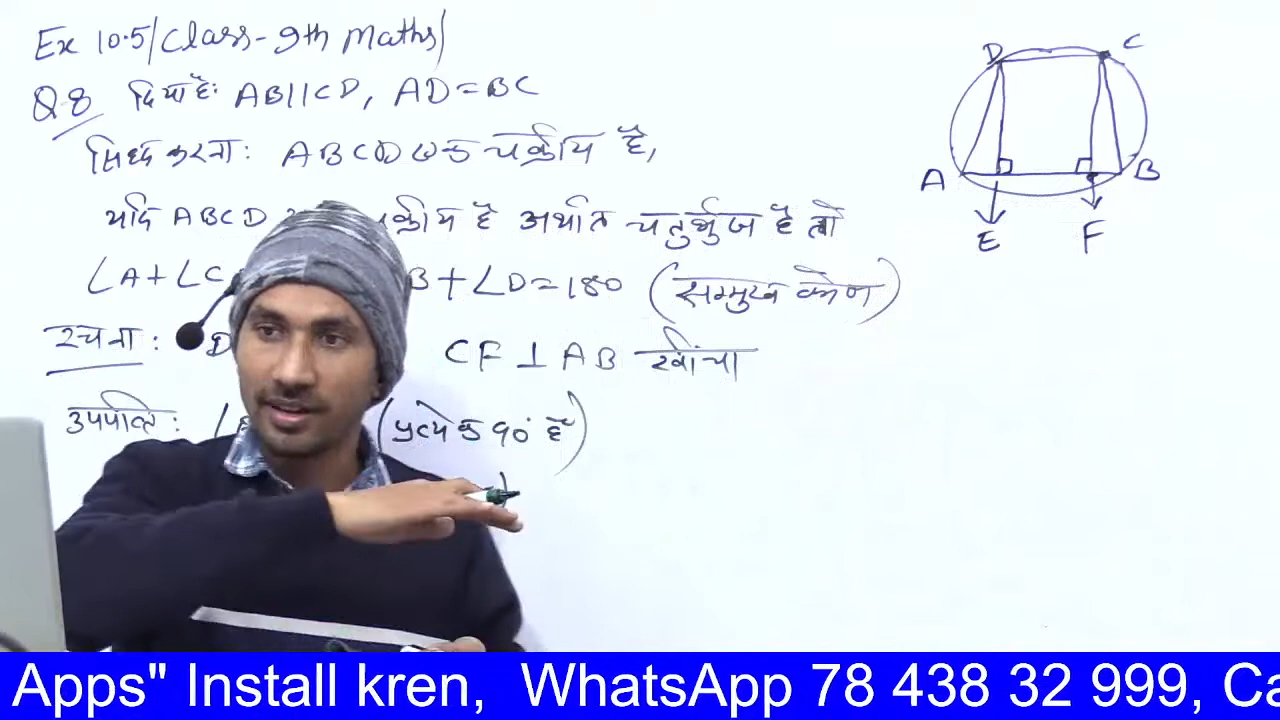 Ex 10.5/Class-9th Maths/
Q.8 दिया है: AB||CD, AD=BC
सिध्द करना: ABCD एक चक्रीय है,
यदि ABCD चक्रीय है अर्थात चतुर्भुज है तो
∠A+∠C B+∠D=180 (सम्मुख कोण)
रचना: D CF⊥AB खींचा
उपपत्ति: ∠E (प्रत्येक 90° है)
D C
A B
E F
Apps" Install kren, WhatsApp 78 438 32 999, Ca